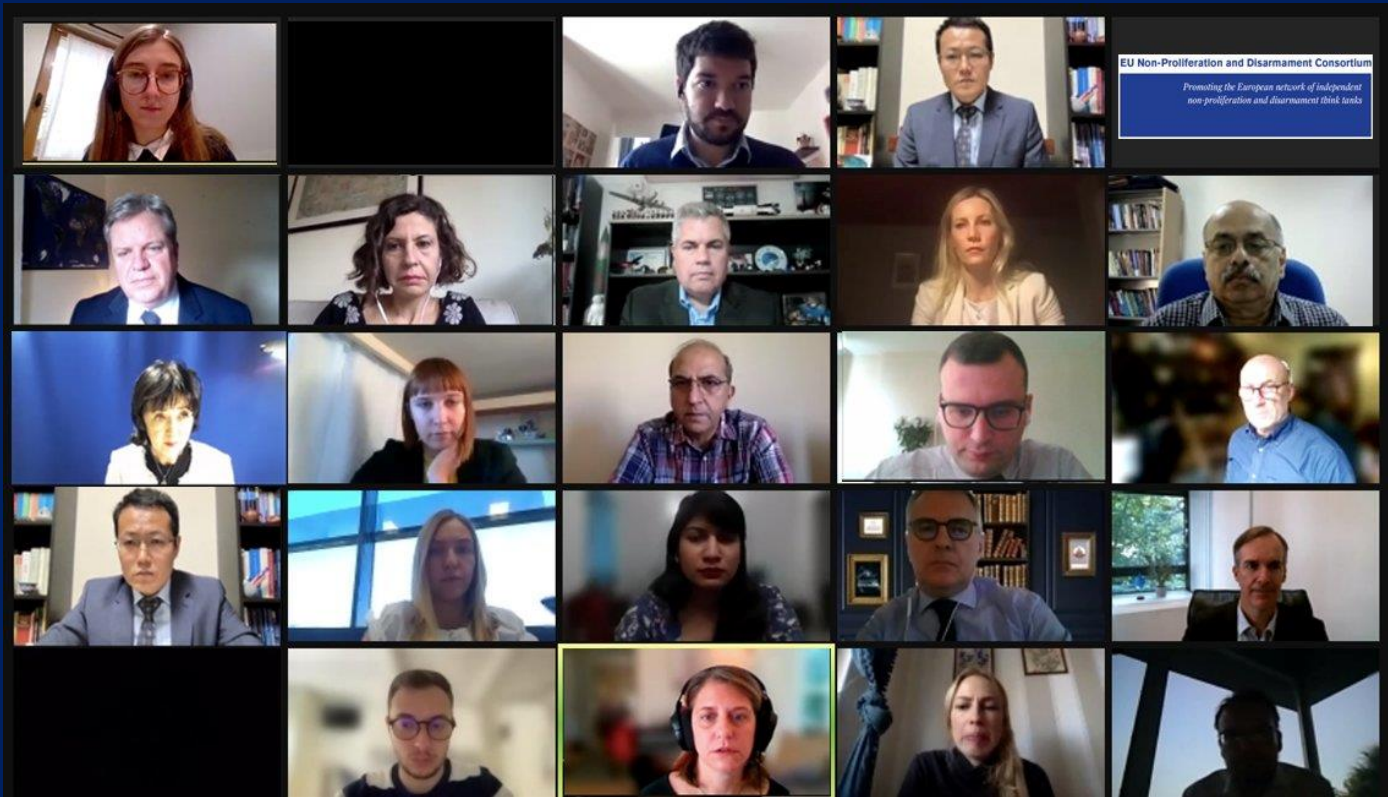 EU Non-Proliferation and Disarmament Consortium
Promoting the European network of independent
non-proliferation and disarmament think tanks